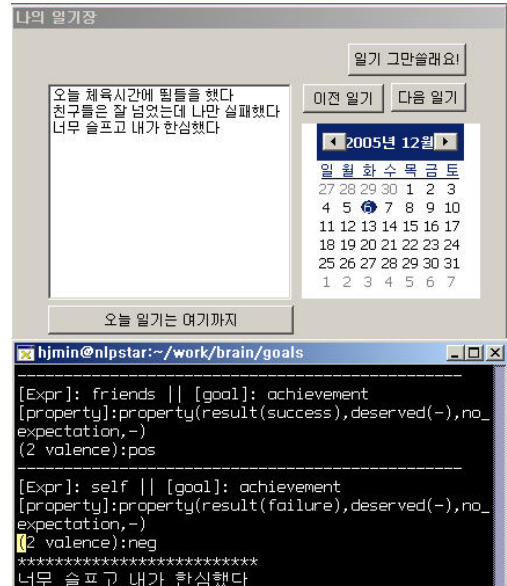 나의 일기장
일기 그만쓸래요!
이전 일기 다음 일기
오늘 체육시간에 뜀틀을 했다
친구들은 잘 넘었는데 나만 실패했다
너무 슬프고 내가 한심했다
2005년 12월
일 월 화 수 목 금 토
27 28 29 30 1 2 3
4 5 6 7 8 9 10
11 12 13 14 15 16 17
18 19 20 21 22 23 24
25 26 27 28 29 30 31
1 2 3 4 5 6 7
오늘 일기는 여기까지
hjmin@nlpstar:~/work/brain/goals
--------------------------------------------------
[Expr]: friends || [goal]: achievement
[property]:property(result(success),deserved(-),no_
expectation,-)
(2 valence):pos
--------------------------------------------------
[Expr]: self || [goal]: achievement
[property]:property(result(failure),deserved(-),no_
expectation,-)
(2 valence):neg
**************************
너무 슬프고 내가 한심했다